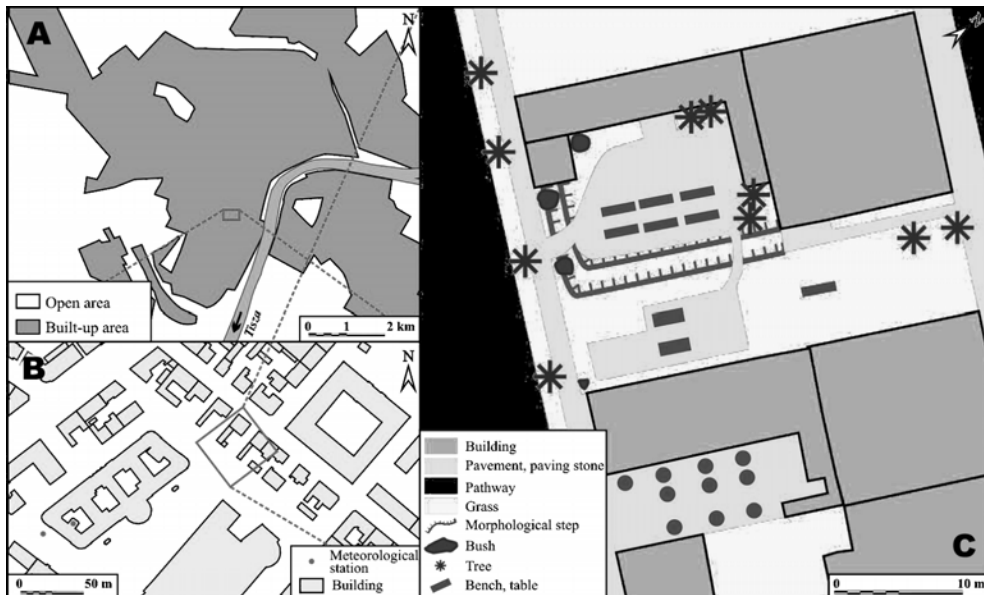 A
N
Open area
Built-up area
Tisza
0 1 2 km
B
N
Meteorological
station
Building
0 50 m
Building
Pavement, paving stone
Pathway
Grass
Morphological step
Bush
Tree
Bench, table
C
0 10 m